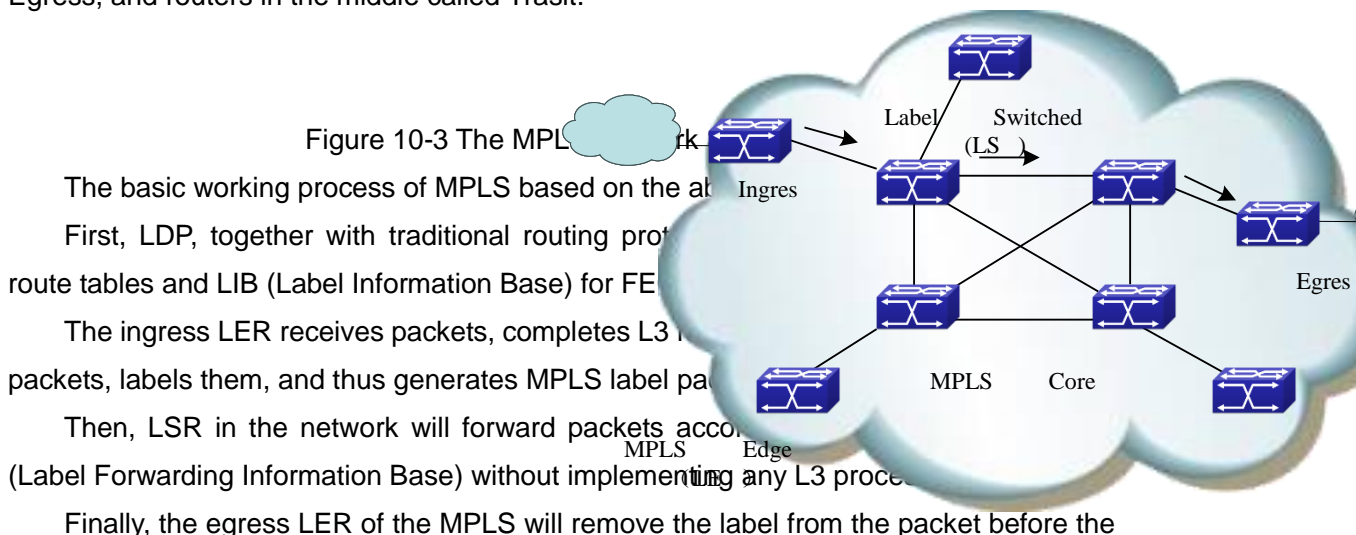 Egress, and routers in the middle called Trasit.
Label Switched
(LS )
Figure 10-3 The MPL rk
Ingres
The basic working process of MPLS based on the ab
First, LDP, together with traditional routing prot
route tables and LIB (Label Information Base) for FE
Egres
The ingress LER receives packets, completes L3
packets, labels them, and thus generates MPLS label pa
MPLS Core
Then, LSR in the network will forward packets acco
MPLS Edge
(Label Forwarding Information Base) without implementing any L3 proce
Finally, the egress LER of the MPLS will remove the label from the packet before the